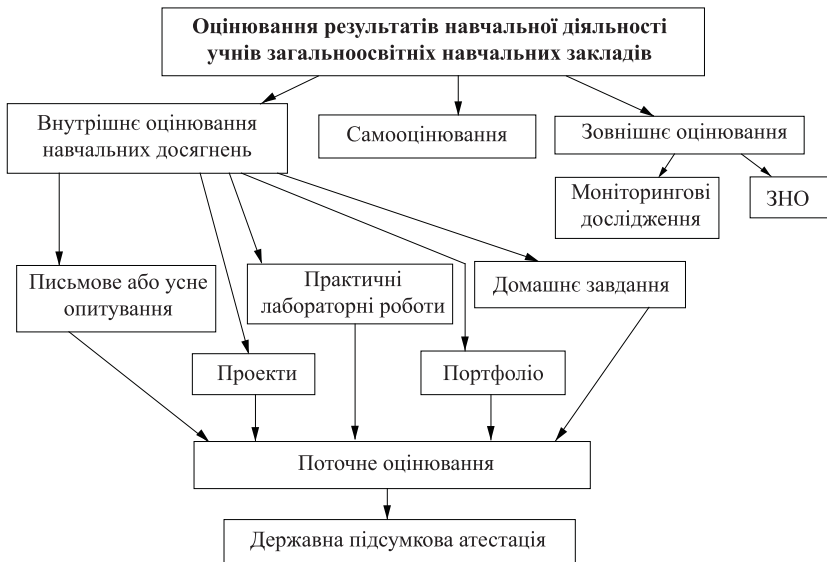 Оцінювання результатів навчальної діяльності
учнів загальноосвітніх навчальних закладів
Внутрішнє оцінювання
навчальних досягнень
Самооцінювання
Зовнішнє оцінювання
Моніторингові
дослідження
ЗНО
Письмове або усне
опитування
Практичні
лабораторні роботи
Домашнє завдання
Проекти
Портфоліо
Поточне оцінювання
Державна підсумкова атестація